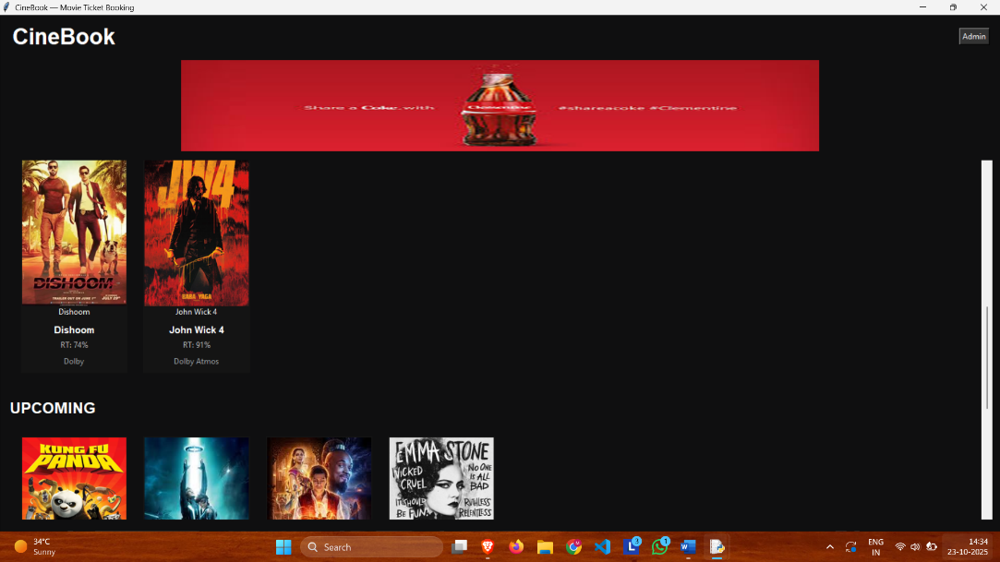 CineBook — Movie Ticket Booking
CineBook
Admin
Share a Coke with
Clementine
#shareacoke #Clementine
DISHOOM
JW4
BABA YAGA
Dishoom
John Wick 4
Dishoom
John Wick 4
RT: 74%
RT: 91%
Dolby
Dolby Atmos
UPCOMING
KUNG FU
PANDA
EMMA STONE
WICKED
CRUEL
NO ONE
IS ALL
BAD
IT SHOULD
BE FUN!
RUTHLESS
RELENTLESS
34°C
Sunny
Search
3
1
ENG
IN
14:34
23-10-2025